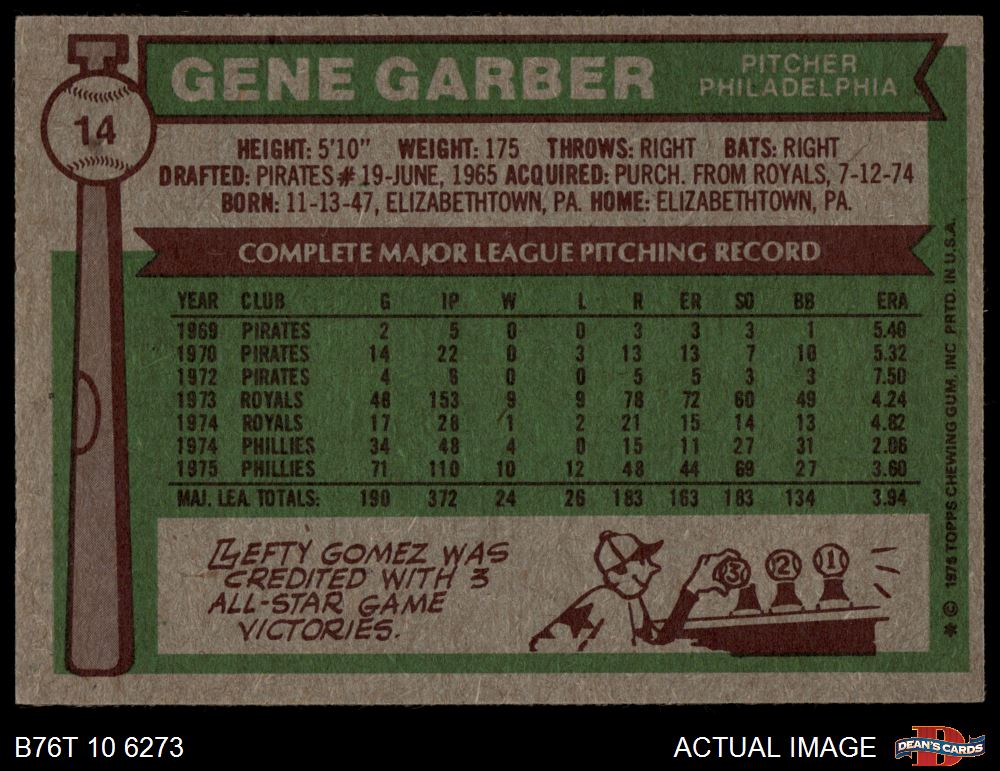 GENE GARBER
PITCHER
PHILADELPHIA
14
HEIGHT: 5'10" WEIGHT: 175 THROWS: RIGHT BATS: RIGHT
DRAFTED: PIRATES #19-JUNE, 1965 ACQUIRED: PURCH. FROM ROYALS, 7-12-74
BORN: 11-13-47, ELIZABETHTOWN, PA. HOME: ELIZABETHTOWN, PA.
COMPLETE MAJOR LEAGUE PITCHING RECORD
YEAR CLUB G IP W L R ER SO BB ERA
1969 PIRATES 2 5 0 0 3 3 3 1 5.40
1970 PIRATES 14 22 0 3 13 13 7 10 5.32
1972 PIRATES 4 6 0 0 5 5 3 3 7.50
1973 ROYALS 48 153 9 9 78 72 60 49 4.24
1974 ROYALS 17 28 1 2 21 15 14 13 4.82
1974 PHILLIES 34 48 4 0 15 11 27 31 2.06
1975 PHILLIES 71 110 10 12 48 44 69 27 3.60
MAJ. LEA. TOTALS: 190 372 24 26 183 163 183 134 3.94
LEFTY GOMEZ WAS
CREDITED WITH 3
ALL-STAR GAME
VICTORIES.
3 2 1
* © 1976 TOPPS CHEWING GUM, INC PRTD. IN U.S.A.
B76T 10 6273
ACTUAL IMAGE
D
DEAN'S CARDS